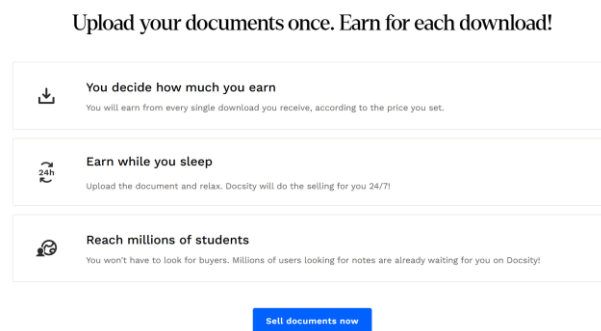 Upload your documents once. Earn for each download!
You decide how much you earn
You will earn from every single download you receive, according to the price you set.
24h
Earn while you sleep
Upload the document and relax. Docsity will do the selling for you 24/7!
Reach millions of students
You won't have to look for buyers. Millions of users looking for notes are already waiting for you on Docsity!
Sell documents now